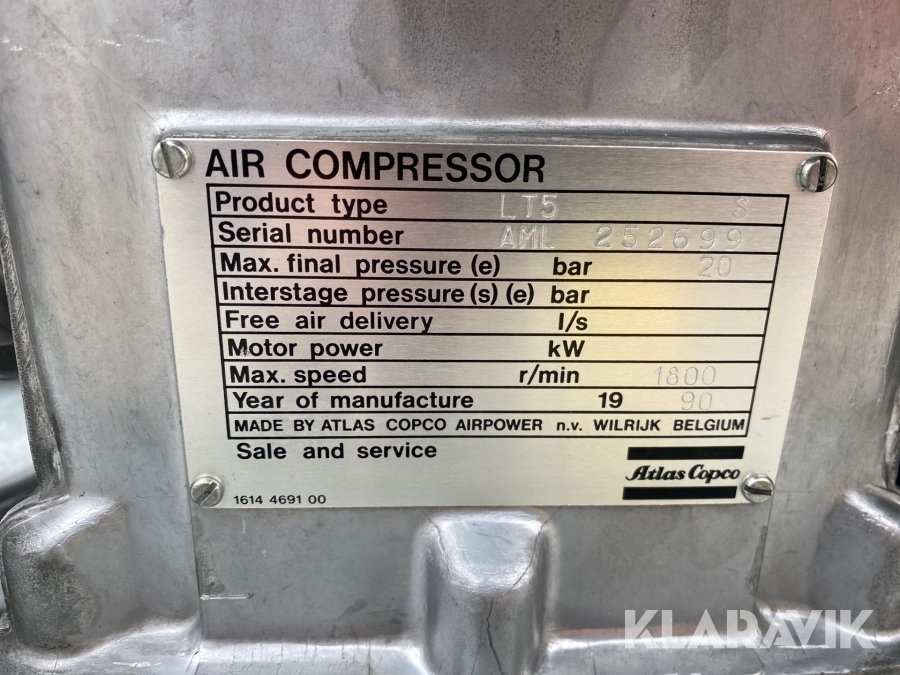 AIR COMPRESSOR
Product type LT5 S
Serial number AML 252699
Max. final pressure (e) bar 20
Interstage pressure (s) (e) bar
Free air delivery l/s
Motor power kW
Max. speed r/min 1800
Year of manufacture 19 90
MADE BY ATLAS COPCO AIRPOWER n.v. WILRIJK BELGIUM
Sale and service
Atlas Copco
1614 4691 00
KLARAVIK